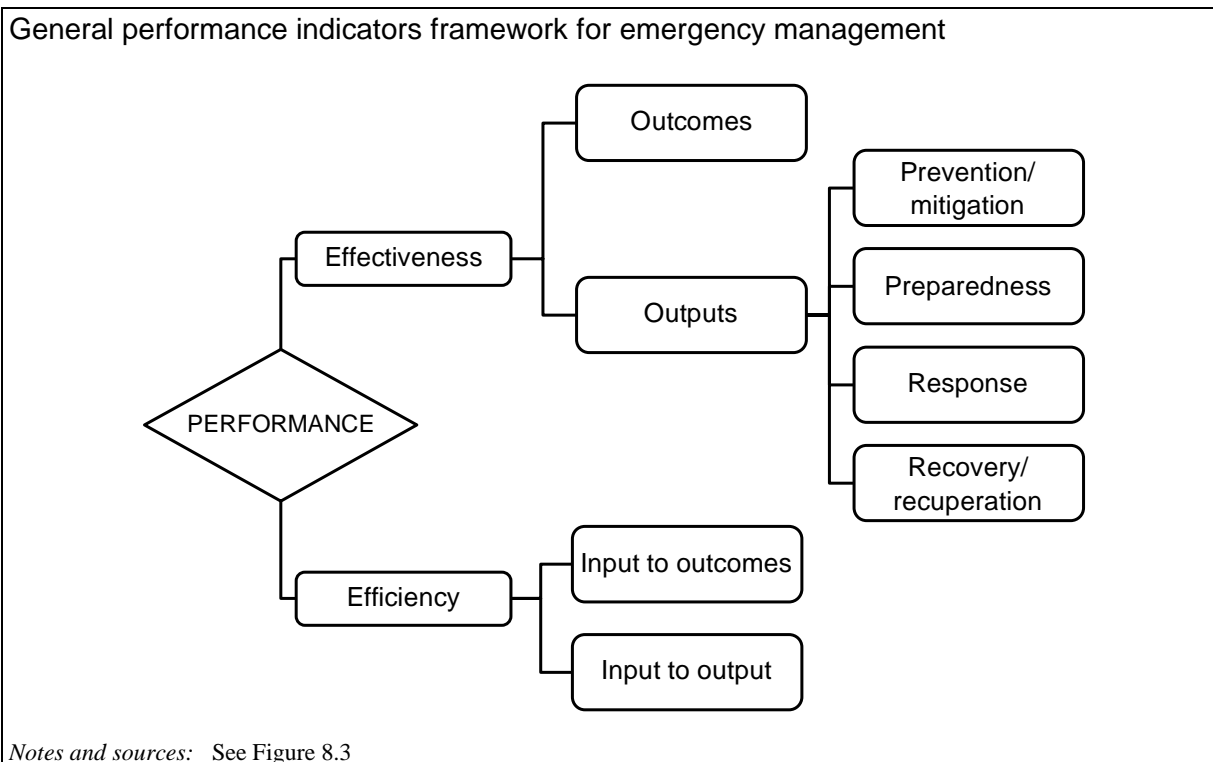 General performance indicators framework for emergency management
Outcomes
Prevention/
mitigation
Effectiveness
Preparedness
Outputs
Response
PERFORMANCE
Recovery/
recuperation
Input to outcomes
Efficiency
Input to output
Notes and sources: See Figure 8.3